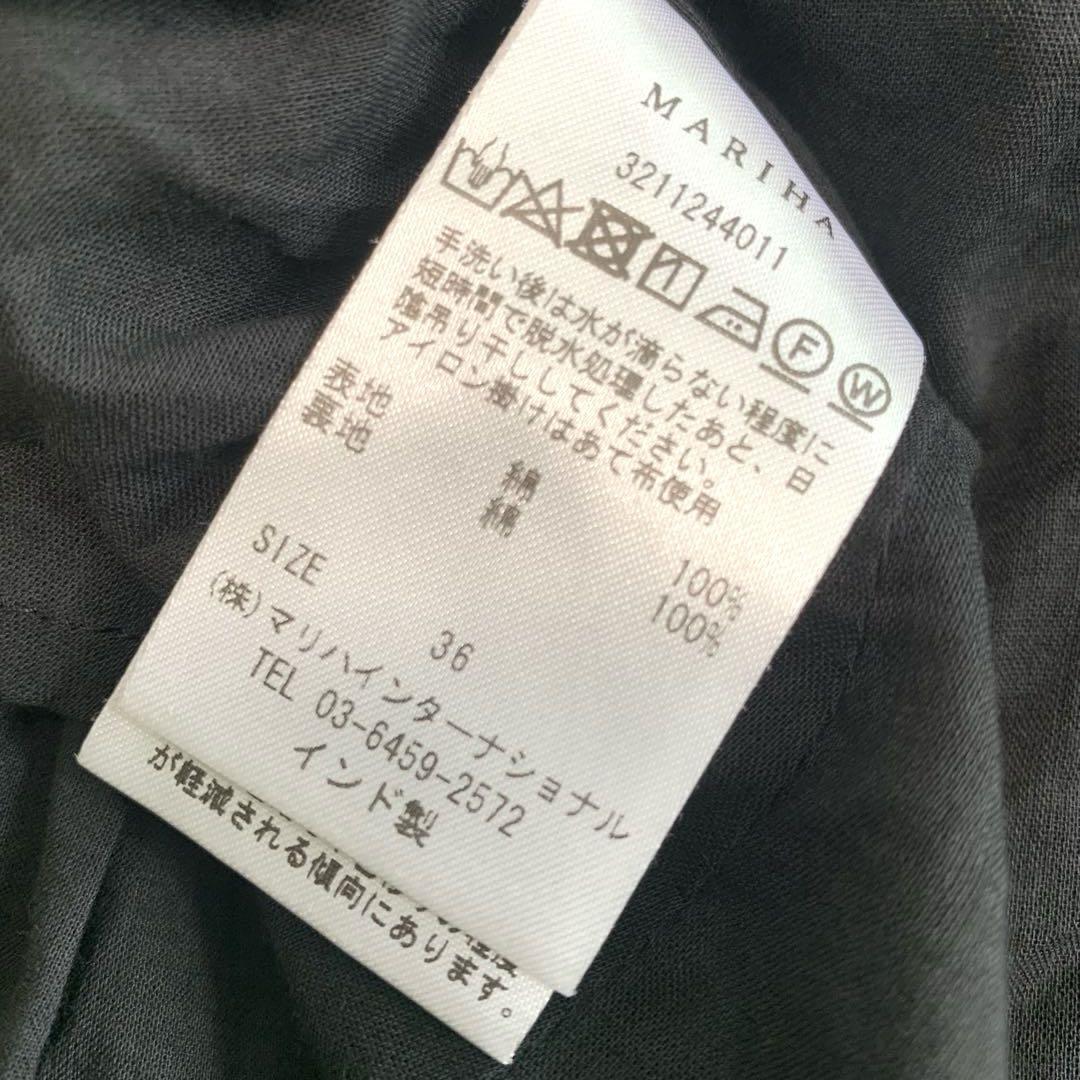 MARIHA
3211244011
F W
手洗い後は水が滴らない程度に
短時間で脱水処理したあと、日
陰吊り干ししてください。
アイロン掛けはあて布使用
表地 綿 100%
裏地 綿 100%
SIZE 36
(株)マリハインターナショナル
TEL 03-6459-2572
インド製
が軽減される傾向にあります。